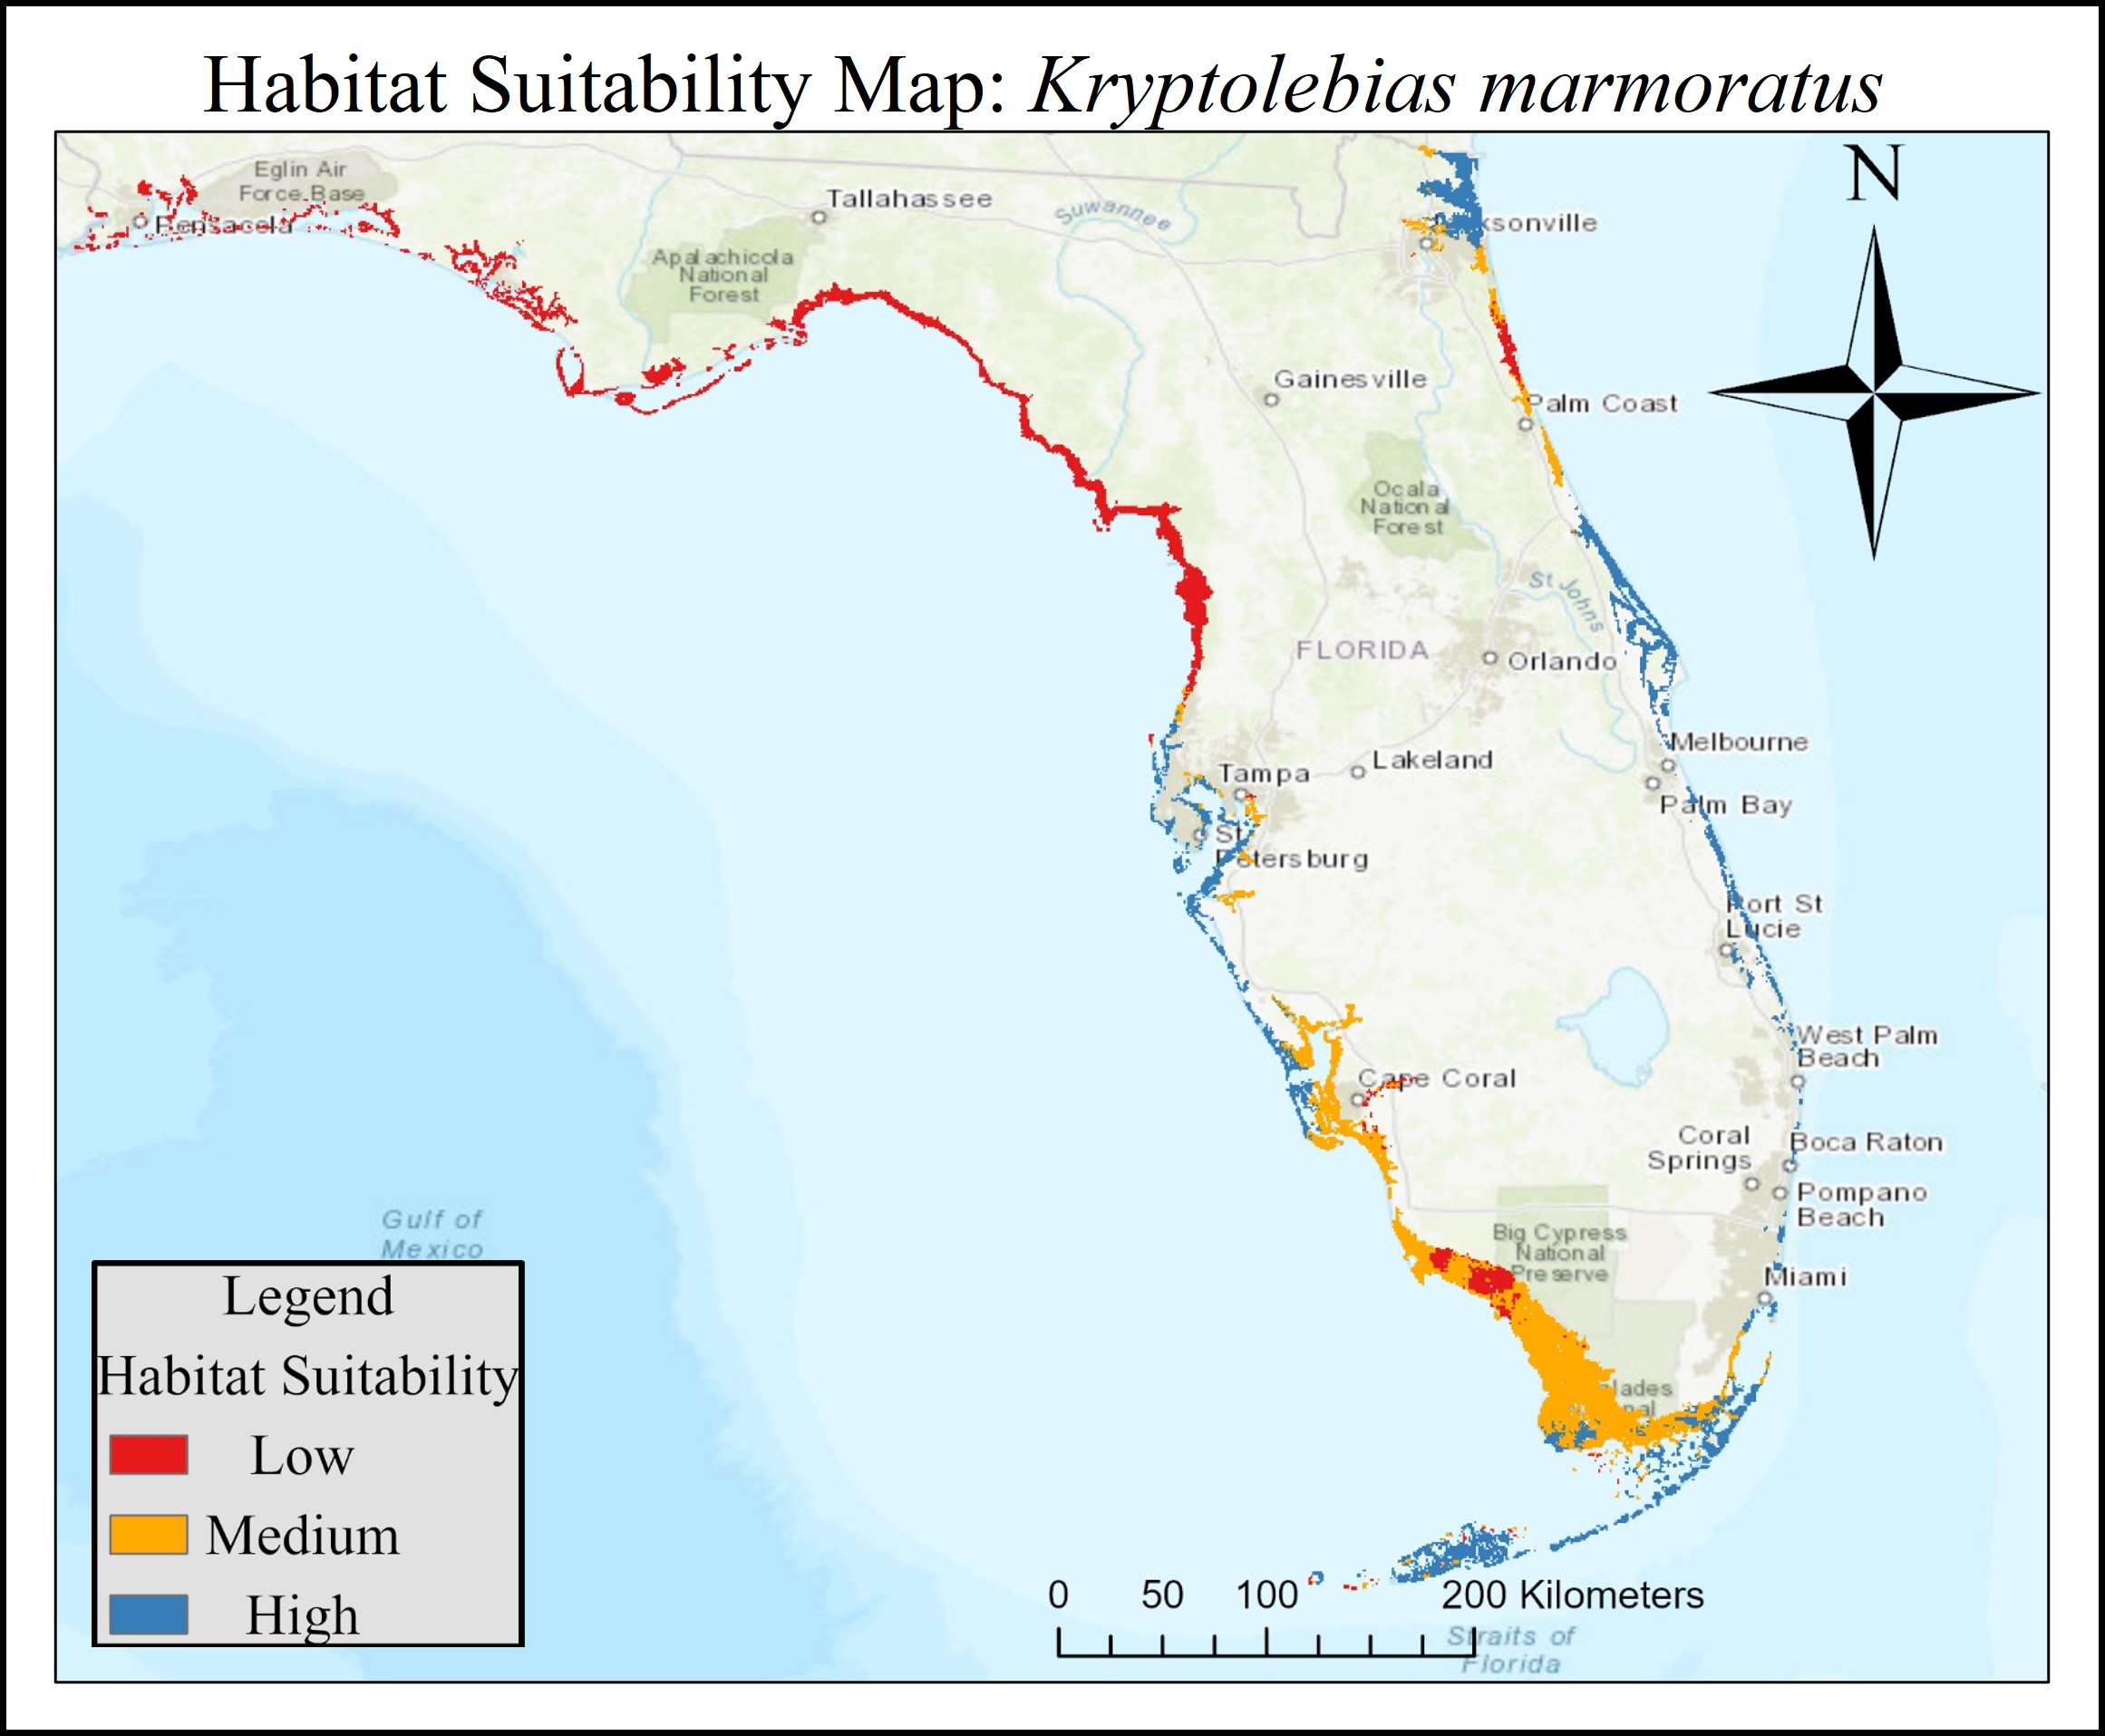 Habitat Suitability Map: Kryptolebias marmoratus
N
Eglin Air
Force Base
Pensacola
Tallahassee
Suwannee
ksonville
Apalachicola
National
Forest
Gainesville
Palm Coast
Ocala
National
Forest
St Johns
FLORIDA
Orlando
Melbourne
Tampa
Lakeland
Palm Bay
St
Petersburg
Port St
Lucie
West Palm
Beach
Cape Coral
Coral
Springs
Boca Raton
Pompano
Beach
Gulf of
Mexico
Big Cypress
National
Preserve
Miami
lades
nal
Legend
Habitat Suitability
Low
Medium
High
0 50 100 200 Kilometers
Straits of
Florida